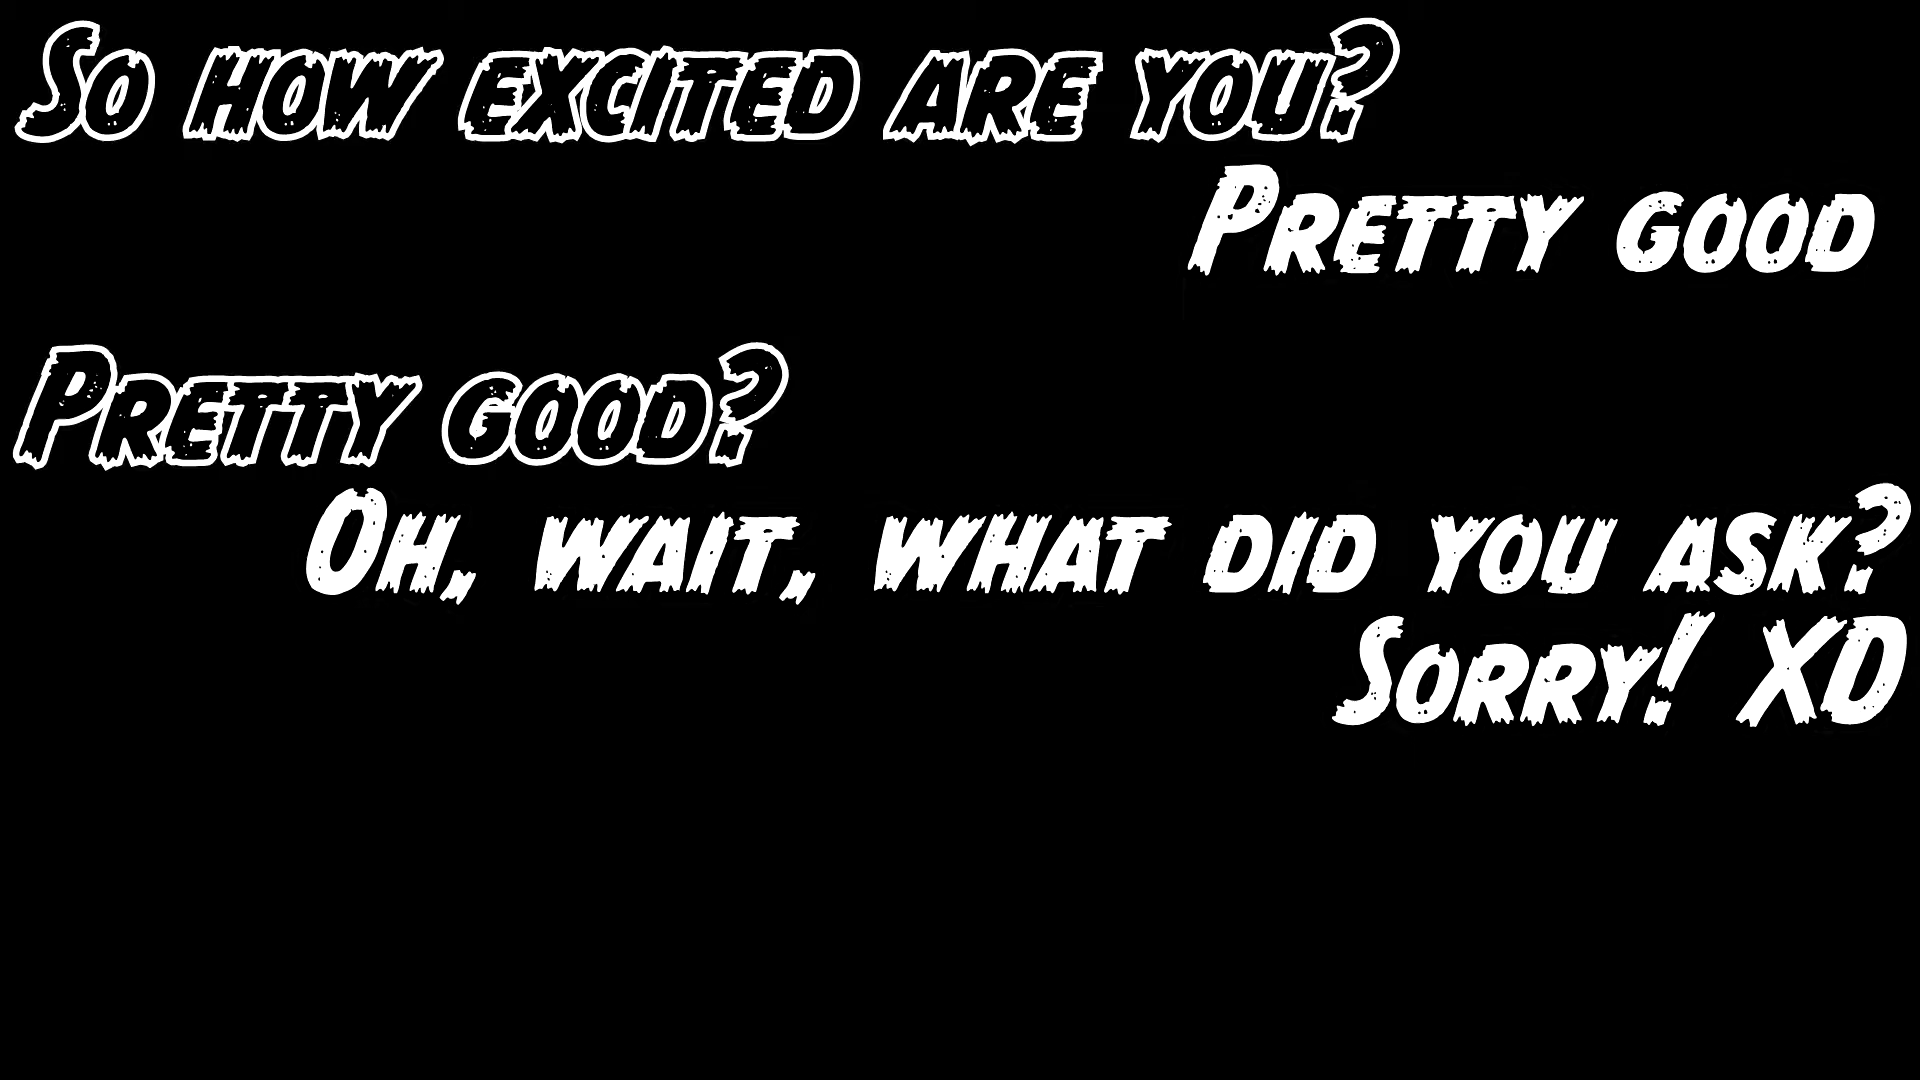 So how excited are you?
Pretty good
Pretty good?
Oh, wait, what did you ask?
Sorry! XD